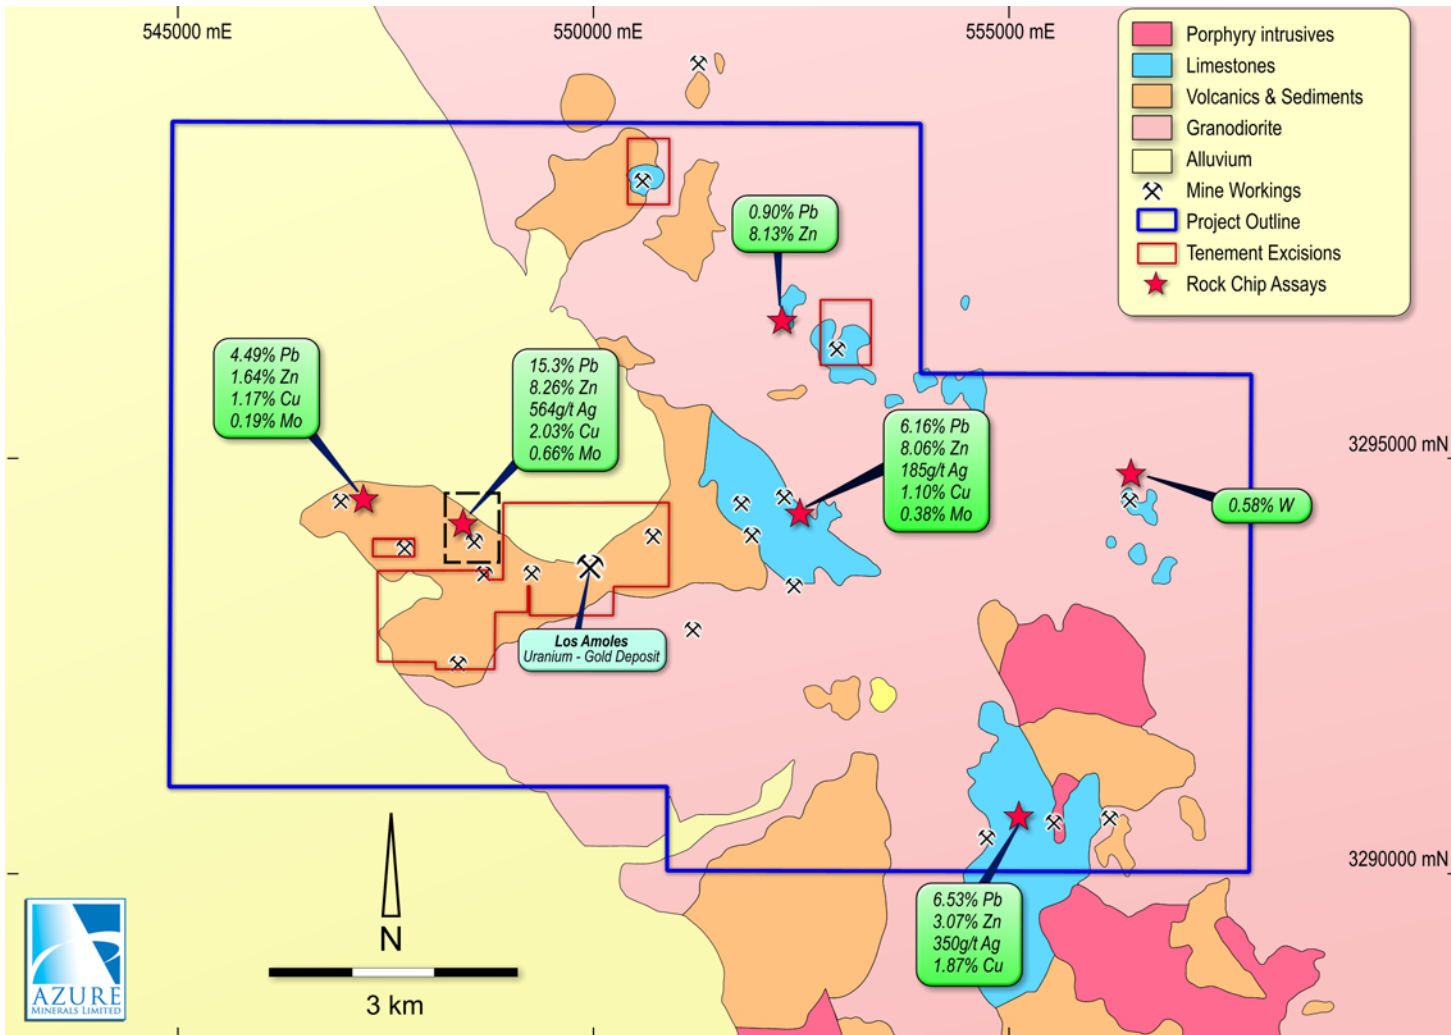 545000 mE
550000 mE
555000 mE
Porphyry intrusives
Limestones
Volcanics & Sediments
Granodiorite
Alluvium
Mine Workings
Project Outline
Tenement Excisions
Rock Chip Assays
0.90% Pb
8.13% Zn
4.49% Pb
1.64% Zn
1.17% Cu
0.19% Mo
15.3% Pb
8.26% Zn
564g/t Ag
2.03% Cu
0.66% Mo
6.16% Pb
8.06% Zn
185g/t Ag
1.10% Cu
0.38% Mo
3295000 mN
0.58% W
Los Amoles
Uranium - Gold Deposit
3290000 mN
6.53% Pb
3.07% Zn
350g/t Ag
1.87% Cu
N
3 km
AZURE
MINERALS LIMITED